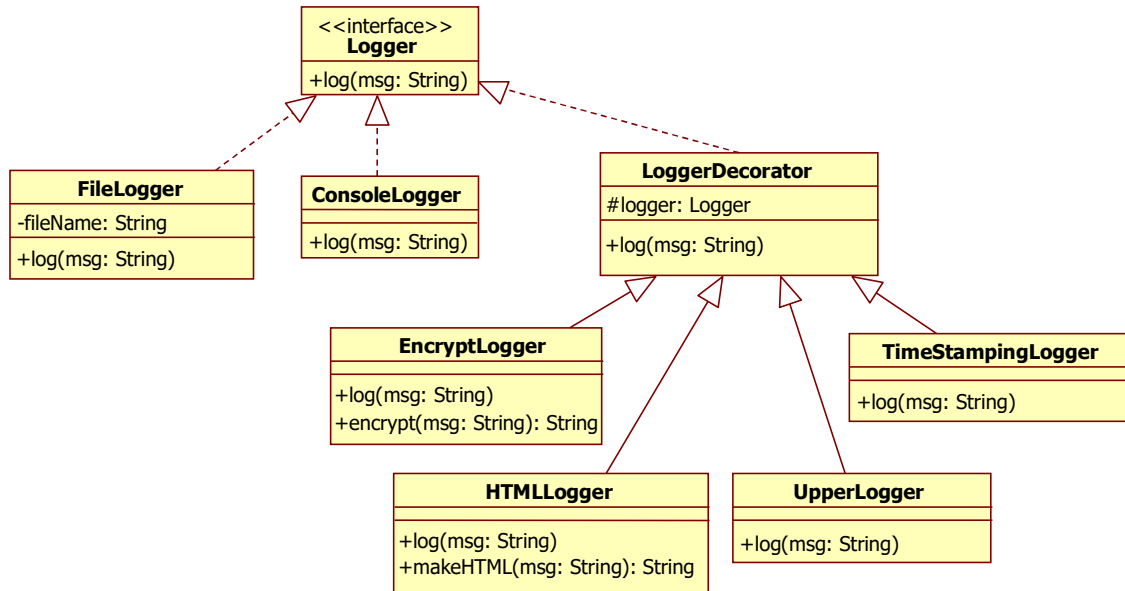 <<interface>>
Logger
+log(msg: String)
FileLogger
-fileName: String
+log(msg: String)
ConsoleLogger
+log(msg: String)
LoggerDecorator
#logger: Logger
+log(msg: String)
EncryptLogger
+log(msg: String)
+encrypt(msg: String): String
TimeStampingLogger
+log(msg: String)
HTMLLogger
+log(msg: String)
+makeHTML(msg: String): String
UpperLogger
+log(msg: String)